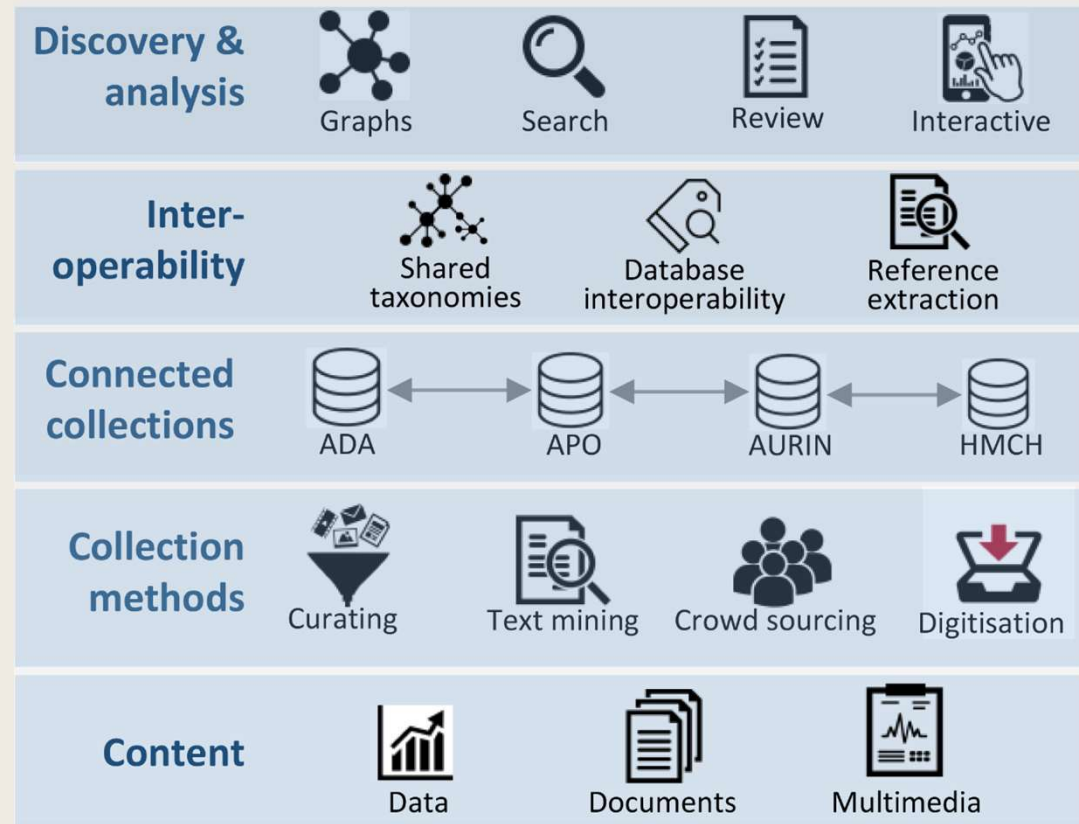 Discovery &
analysis
Graphs
Search
Review
Interactive
Inter-
operability
Shared
taxonomies
Database
interoperability
Reference
extraction
Connected
collections
ADA
APO
AURIN
HMCH
Collection
methods
Curating
Text mining
Crowd sourcing
Digitisation
Content
Data
Documents
Multimedia